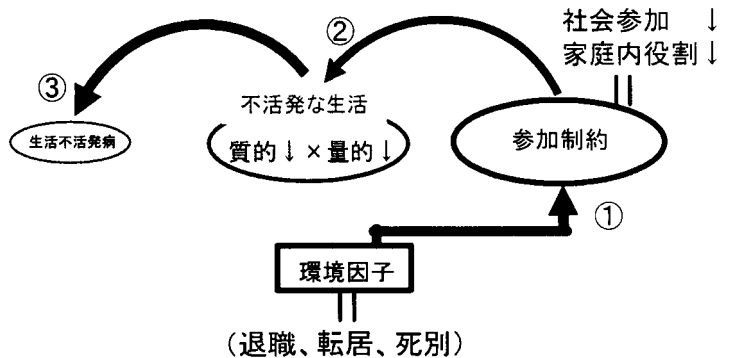 社会参加 ↓
家庭内役割↓
②
③
不活発な生活
質的↓×量的↓
生活不活発病
参加制約
①
環境因子
(退職、転居、死別)